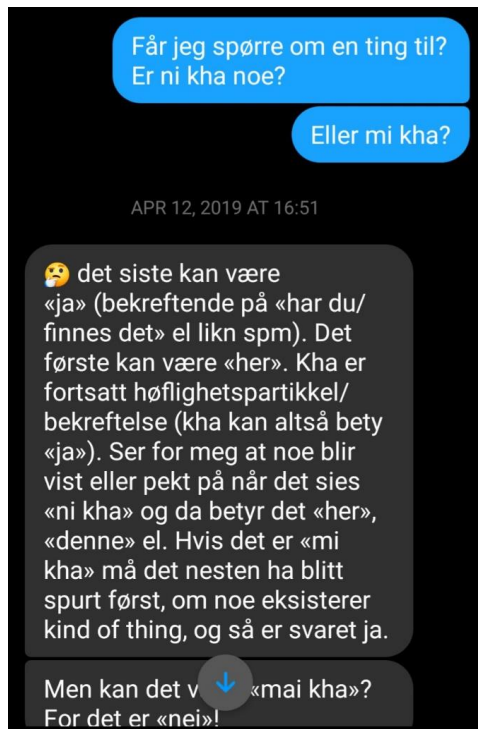 Får jeg spørre om en ting til?
Er ni kha noe?
Eller mi kha?
APR 12, 2019 AT 16:51
🤔 det siste kan være
«ja» (bekreftende på «har du/
finnes det» el likn spm). Det
første kan være «her». Kha er
fortsatt høflighetspartikkel/
bekreftelse (kha kan altså bety
«ja»). Ser for meg at noe blir
vist eller pekt på når det sies
«ni kha» og da betyr det «her»,
«denne» el. Hvis det er «mi
kha» må det nesten ha blitt
spurt først, om noe eksisterer
kind of thing, og så er svaret ja.
Men kan det «mai kha»?
For det er «nei»!